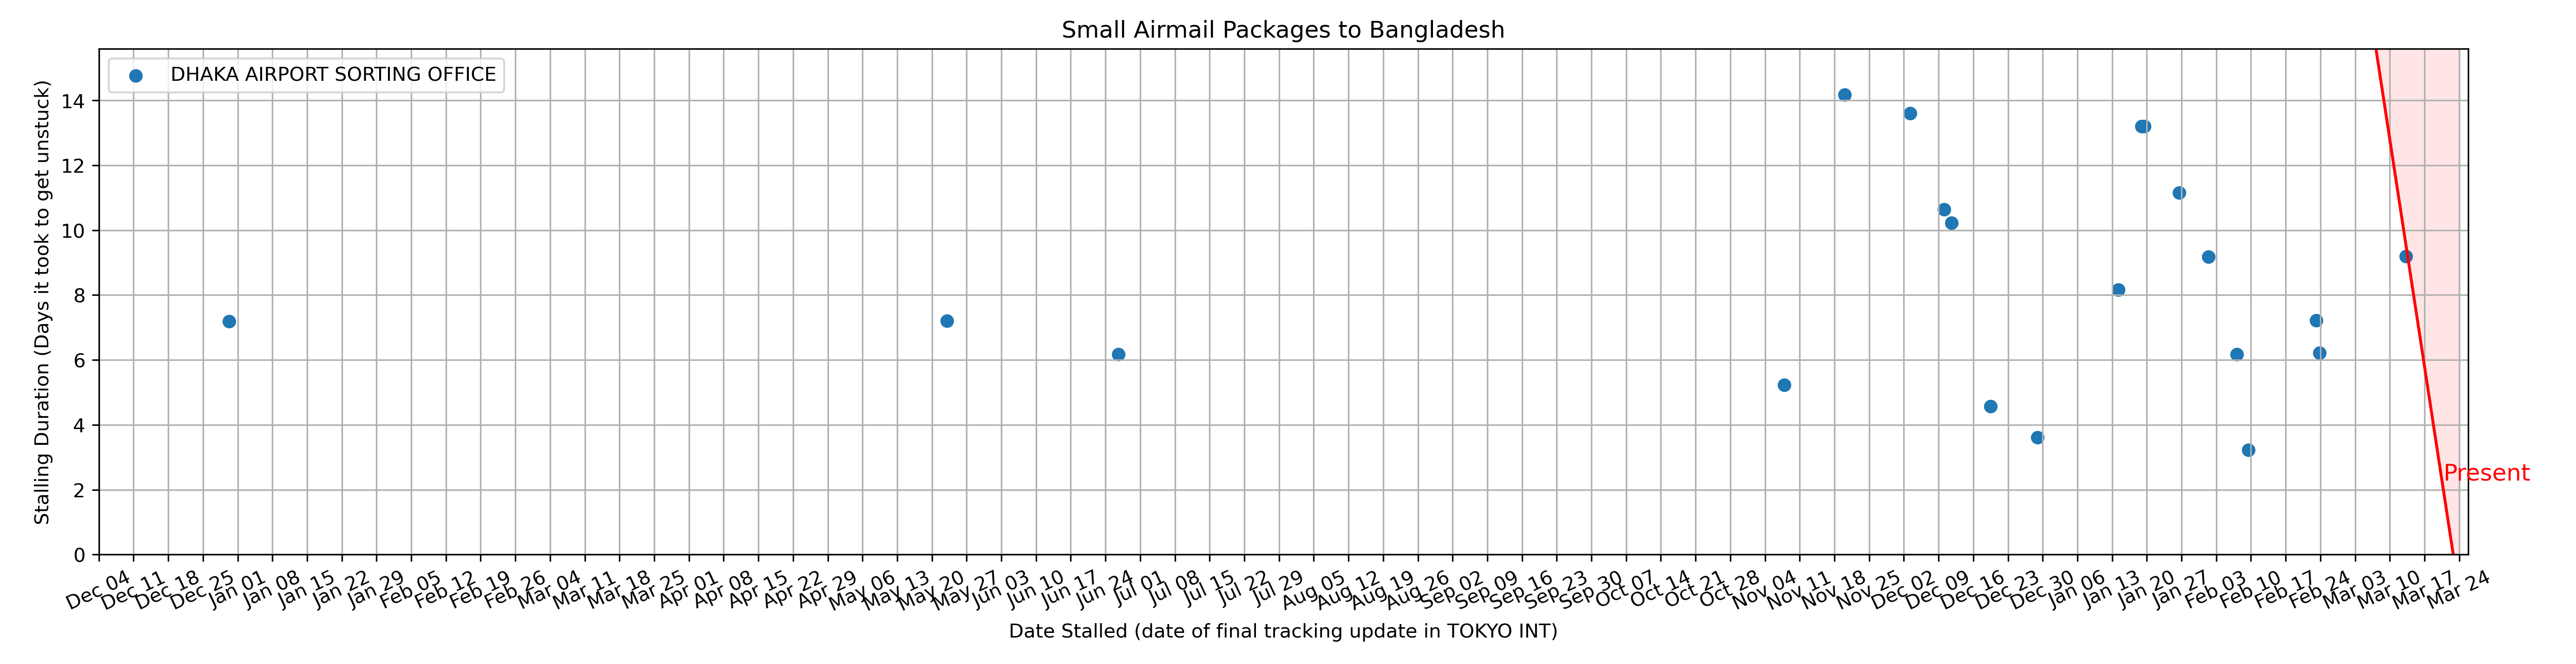 Small Airmail Packages to Bangladesh
DHAKA AIRPORT SORTING OFFICE
Stalling Duration (Days it took to get unstuck)
14
12
10
8
6
4
2
0
Present
Dec 04
Dec 11
Dec 18
Dec 25
Jan 01
Jan 08
Jan 15
Jan 22
Jan 29
Feb 05
Feb 12
Feb 19
Feb 26
Mar 04
Mar 11
Mar 18
Mar 25
Apr 01
Apr 08
Apr 15
Apr 22
Apr 29
May 06
May 13
May 20
May 27
Jun 03
Jun 10
Jun 17
Jun 24
Jul 01
Jul 08
Jul 15
Jul 22
Jul 29
Aug 05
Aug 12
Aug 19
Aug 26
Sep 02
Sep 09
Sep 16
Sep 23
Sep 30
Oct 07
Oct 14
Oct 21
Oct 28
Nov 04
Nov 11
Nov 18
Nov 25
Dec 02
Dec 09
Dec 16
Dec 23
Dec 30
Jan 06
Jan 13
Jan 20
Jan 27
Feb 03
Feb 10
Feb 17
Feb 24
Mar 03
Mar 10
Mar 17
Mar 24
Date Stalled (date of final tracking update in TOKYO INT)